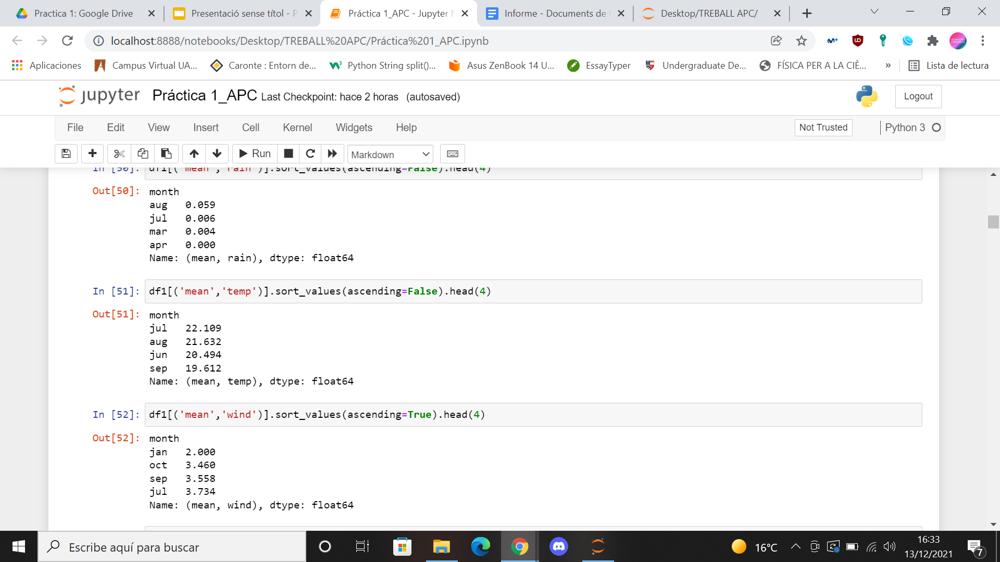 Practica 1: Google Drive
Presentació sense títol - P
Práctica 1_APC - Jupyter N
Informe - Documents de G
Desktop/TREBALL APC/
localhost:8888/notebooks/Desktop/TREBALL%20APC/Práctica%201_APC.ipynb
Aplicaciones
Campus Virtual UA...
Caronte : Entorn de...
Python String split()...
Asus ZenBook 14 U...
EssayTyper
Undergraduate De...
FÍSICA PER A LA CIÈ...
»
Lista de lectura
jupyter Práctica 1_APC Last Checkpoint: hace 2 horas (autosaved)
Logout
File Edit View Insert Cell Kernel Widgets Help
Not Trusted
Python 3
Run
Markdown
In [50]: df1[('mean','rain')].sort_values(ascending=False).head(4)
Out[50]: month
aug 0.059
jul 0.006
mar 0.004
apr 0.000
Name: (mean, rain), dtype: float64
In [51]: df1[('mean','temp')].sort_values(ascending=False).head(4)
Out[51]: month
jul 22.109
aug 21.632
jun 20.494
sep 19.612
Name: (mean, temp), dtype: float64
In [52]: df1[('mean','wind')].sort_values(ascending=True).head(4)
Out[52]: month
jan 2.000
oct 3.460
sep 3.558
jul 3.734
Name: (mean, wind), dtype: float64
Escribe aquí para buscar
16°C
16:33
13/12/2021
7